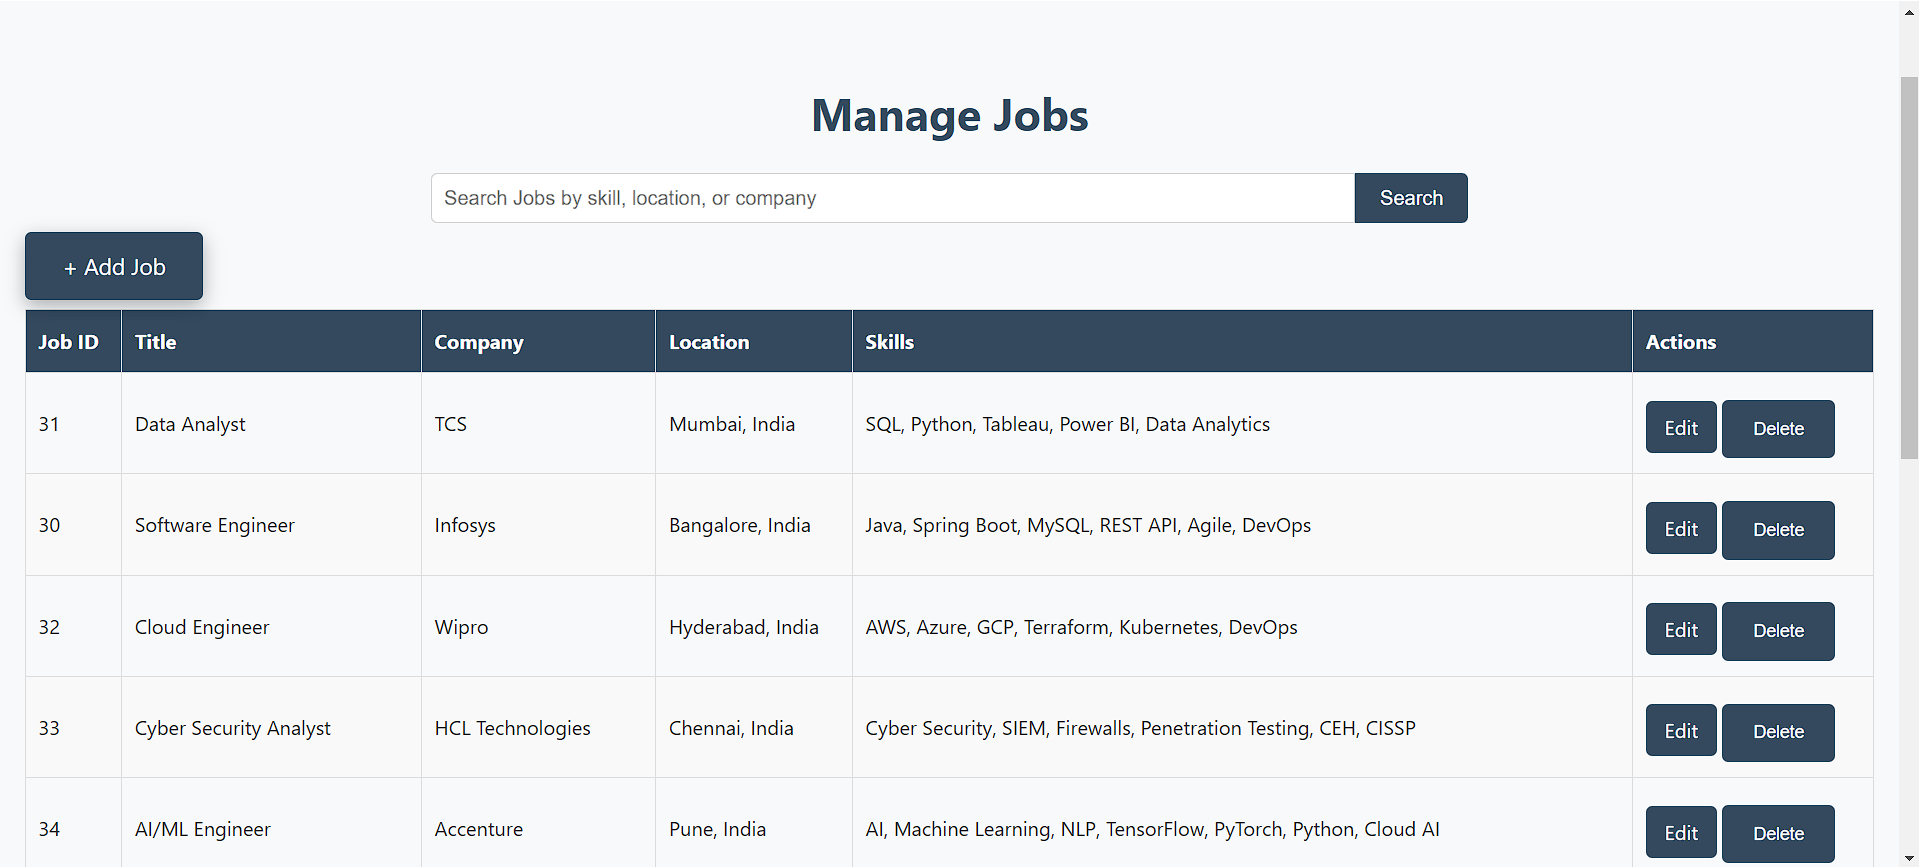 Manage Jobs
Search Jobs by skill, location, or company Search
+ Add Job
Job ID Title Company Location Skills Actions
31 Data Analyst TCS Mumbai, India SQL, Python, Tableau, Power BI, Data Analytics Edit Delete
30 Software Engineer Infosys Bangalore, India Java, Spring Boot, MySQL, REST API, Agile, DevOps Edit Delete
32 Cloud Engineer Wipro Hyderabad, India AWS, Azure, GCP, Terraform, Kubernetes, DevOps Edit Delete
33 Cyber Security Analyst HCL Technologies Chennai, India Cyber Security, SIEM, Firewalls, Penetration Testing, CEH, CISSP Edit Delete
34 AI/ML Engineer Accenture Pune, India AI, Machine Learning, NLP, TensorFlow, PyTorch, Python, Cloud AI Edit Delete